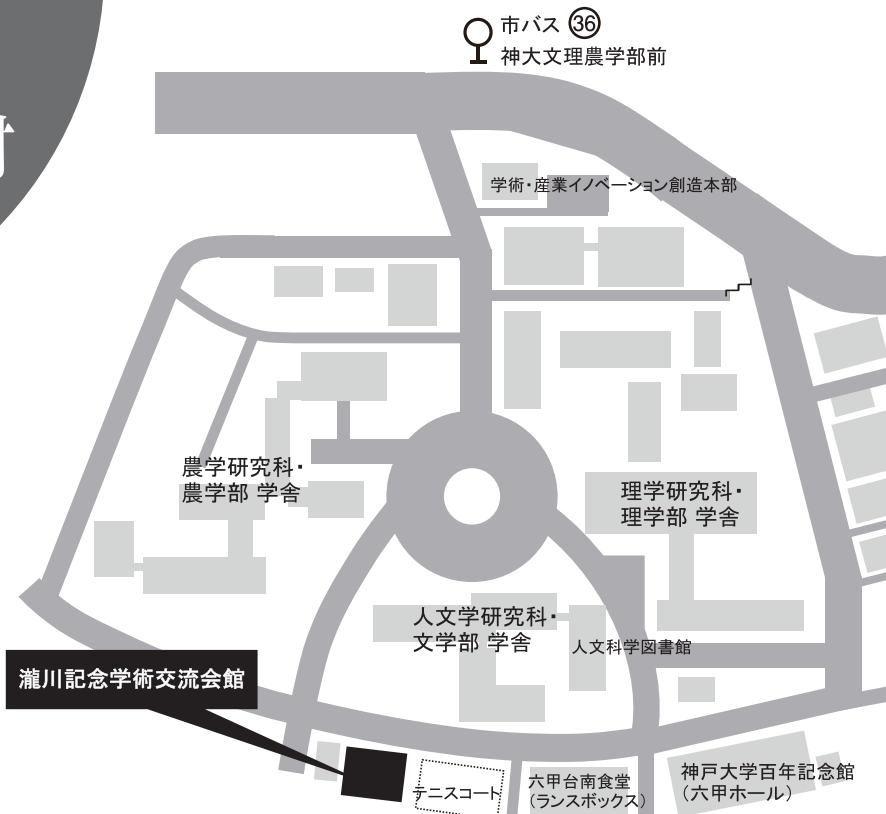 市バス ㊱
神大文理農学部前
学術・産業イノベーション創造本部
農学研究科・
農学部 学舎
理学研究科・
理学部 学舎
人文学研究科・
文学部 学舎
人文科学図書館
瀧川記念学術交流会館
テニスコート
六甲台南食堂
（ランスボックス）
神戸大学百年記念館
（六甲ホール）